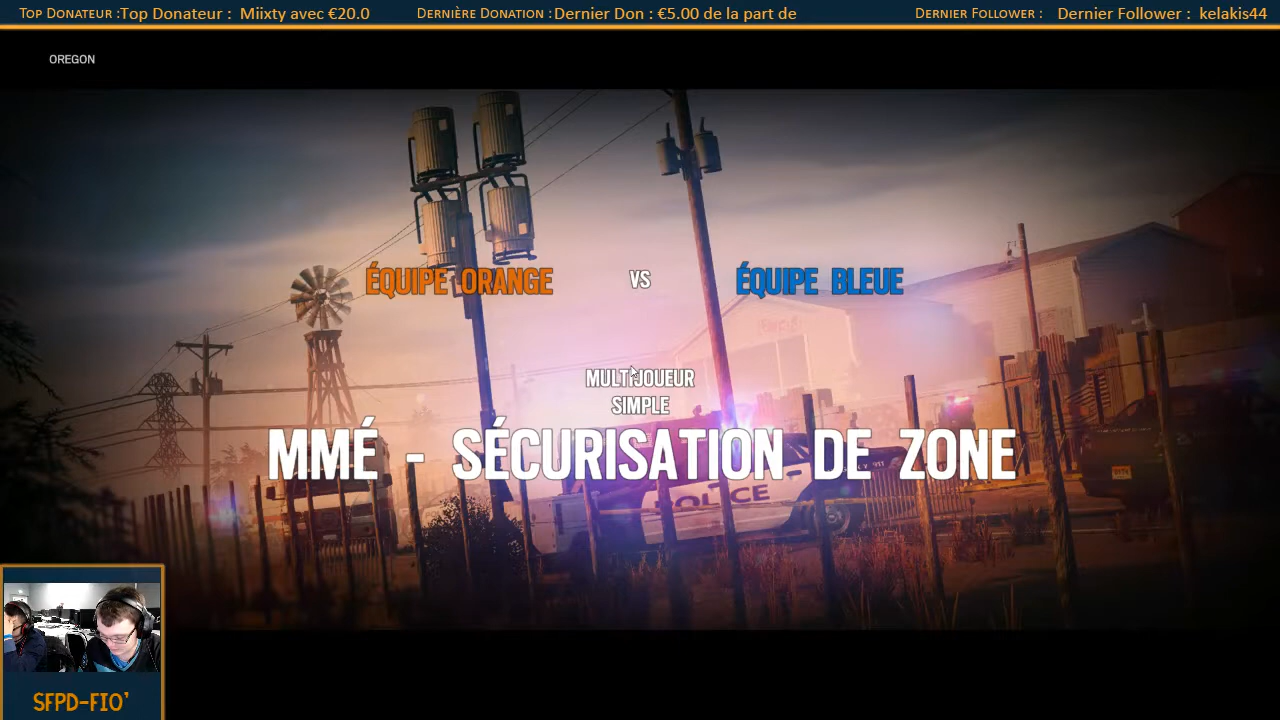 Top Donateur : Top Donateur : Miixty avec €20.0 Dernière Donation : Dernier Don : €5.00 de la part de Dernier Follower : Dernier Follower : kelakis44
OREGON
ÉQUIPE ORANGE VS ÉQUIPE BLEUE
MULTIJOUEUR
SIMPLE
MMÉ - SÉCURISATION DE ZONE
POLICE
SFPD-FIO'